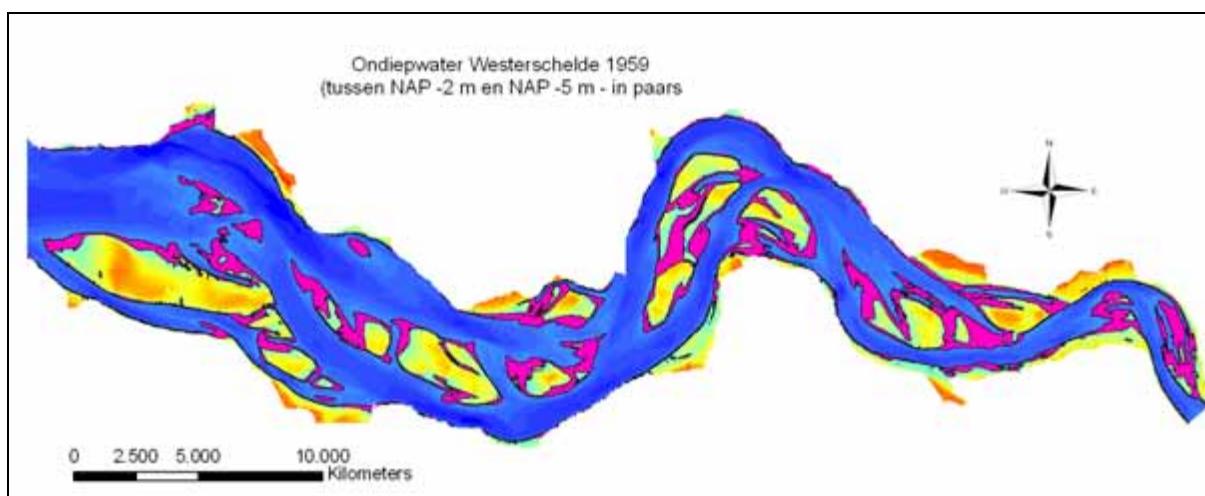 Ondiepwater Westerschelde 1959
(tussen NAP -2 m en NAP -5 m - in paars
N
E
S
0 2.500 5.000 10.000
Kilometers